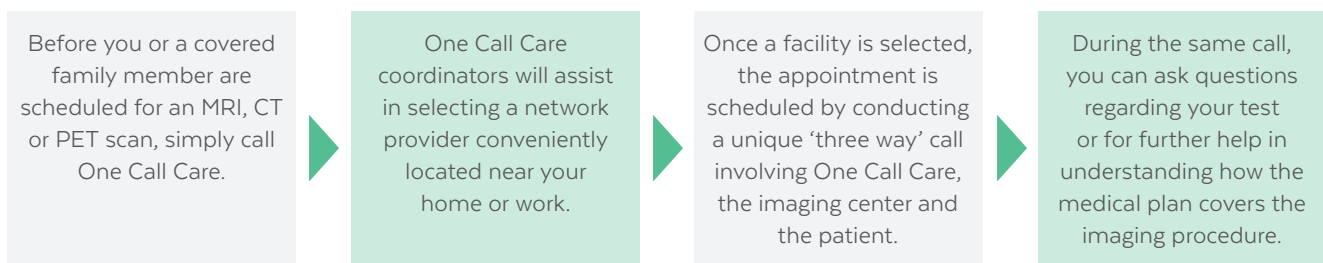 Before you or a covered
family member are
scheduled for an MRI, CT
or PET scan, simply call
One Call Care.
One Call Care
coordinators will assist
in selecting a network
provider conveniently
located near your
home or work.
Once a facility is selected,
the appointment is
scheduled by conducting
a unique ‘three way’ call
involving One Call Care,
the imaging center and
the patient.
During the same call,
you can ask questions
regarding your test
or for further help in
understanding how the
medical plan covers the
imaging procedure.